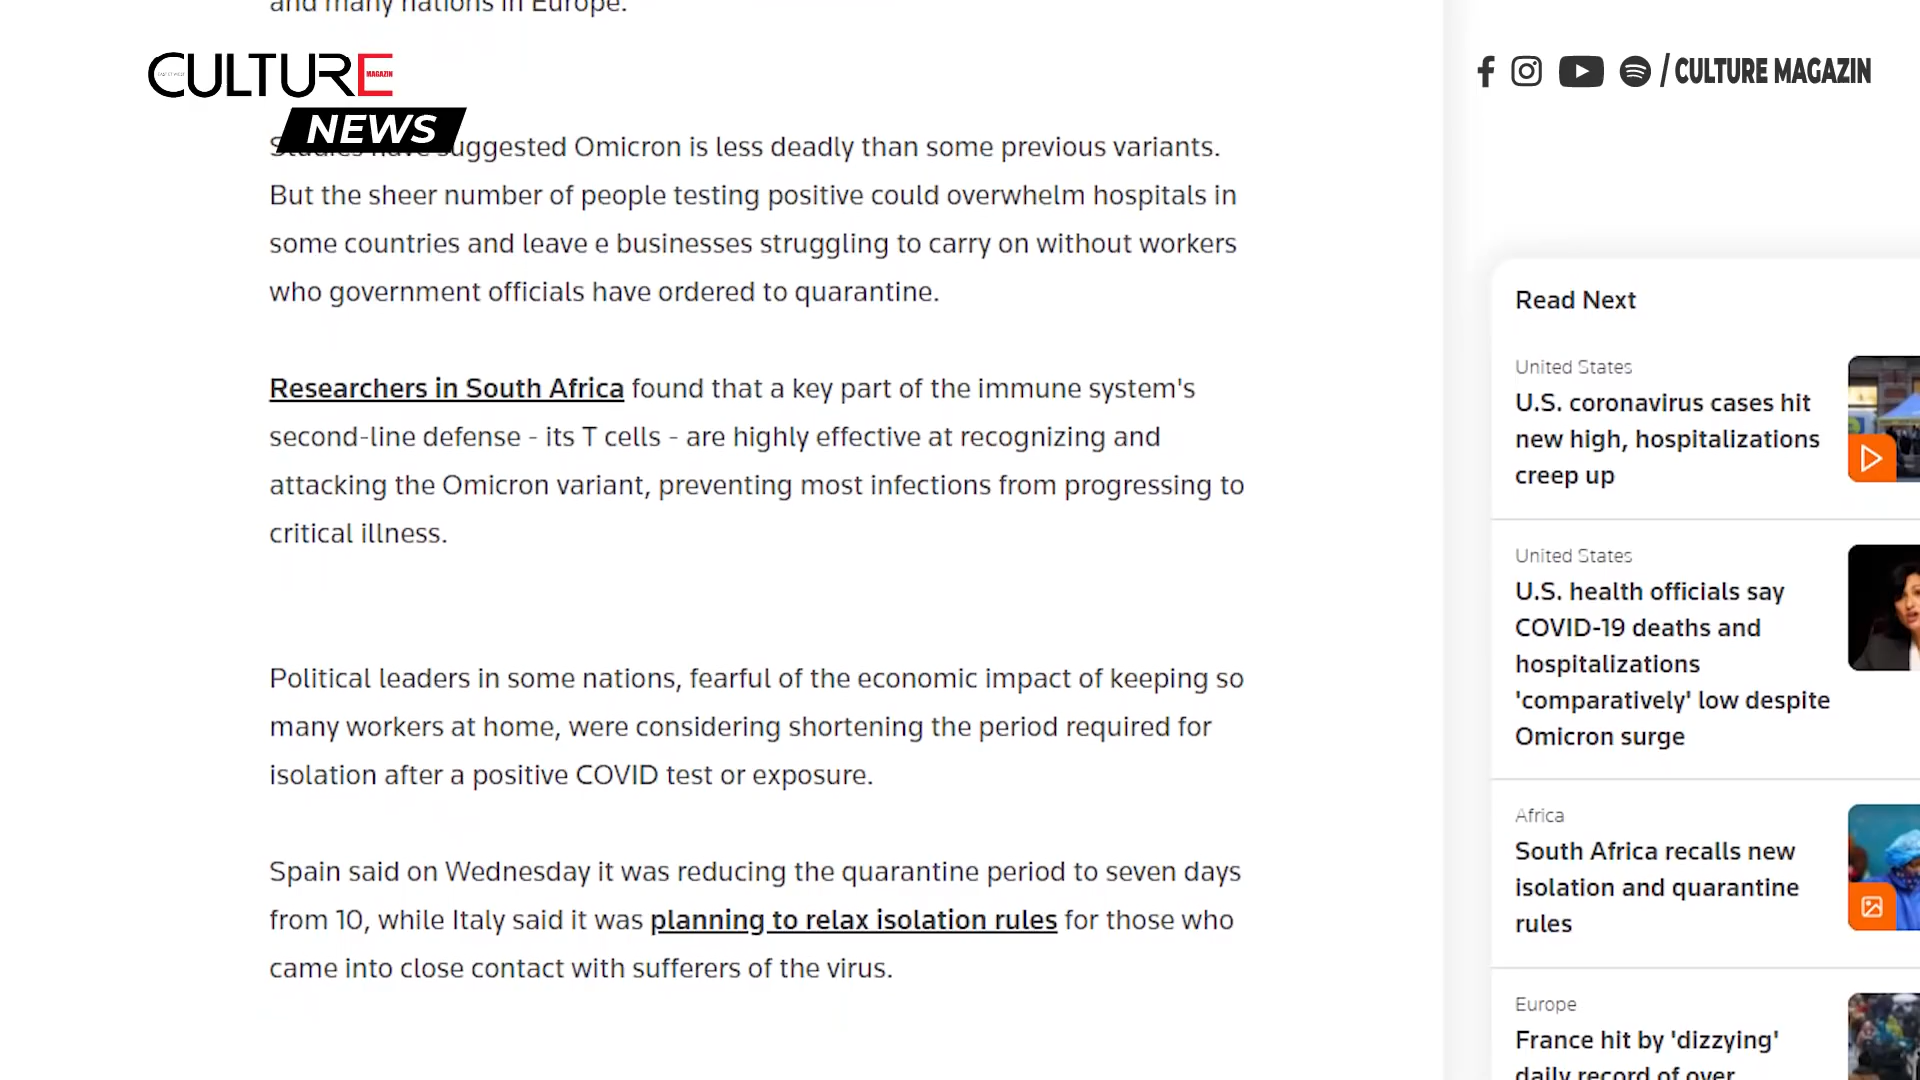 and many nations in Europe.
CULTURE
MAGAZIN
NEWS
/ CULTURE MAGAZIN
Studies have suggested Omicron is less deadly than some previous variants.
But the sheer number of people testing positive could overwhelm hospitals in
some countries and leave e businesses struggling to carry on without workers
who government officials have ordered to quarantine.
Researchers in South Africa found that a key part of the immune system's
second-line defense - its T cells - are highly effective at recognizing and
attacking the Omicron variant, preventing most infections from progressing to
critical illness.
Political leaders in some nations, fearful of the economic impact of keeping so
many workers at home, were considering shortening the period required for
isolation after a positive COVID test or exposure.
Spain said on Wednesday it was reducing the quarantine period to seven days
from 10, while Italy said it was planning to relax isolation rules for those who
came into close contact with sufferers of the virus.
Read Next
United States
U.S. coronavirus cases hit
new high, hospitalizations
creep up
United States
U.S. health officials say
COVID-19 deaths and
hospitalizations
'comparatively' low despite
Omicron surge
Africa
South Africa recalls new
isolation and quarantine
rules
Europe
France hit by 'dizzying'
daily record of over